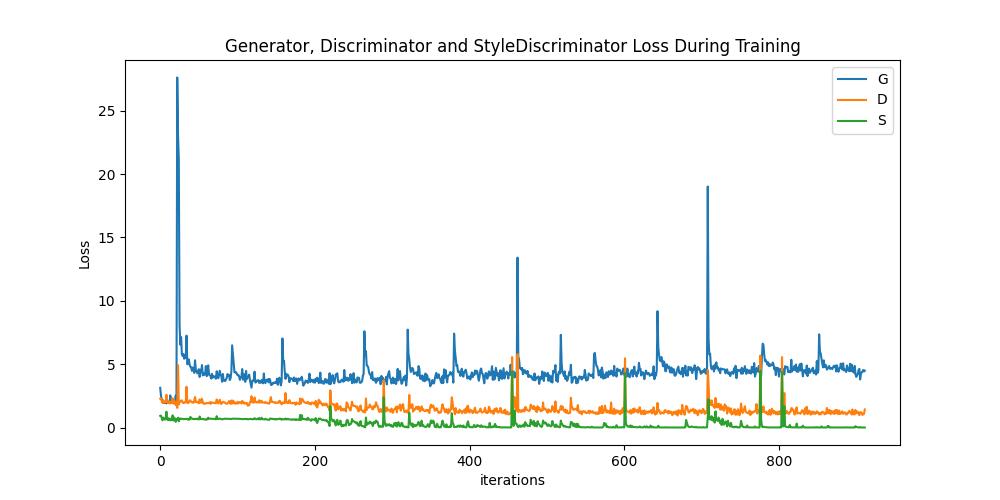 Generator, Discriminator and StyleDiscriminator Loss During Training
G
D
S
25
20
15
10
5
0
Loss
0 200 400 600 800
iterations